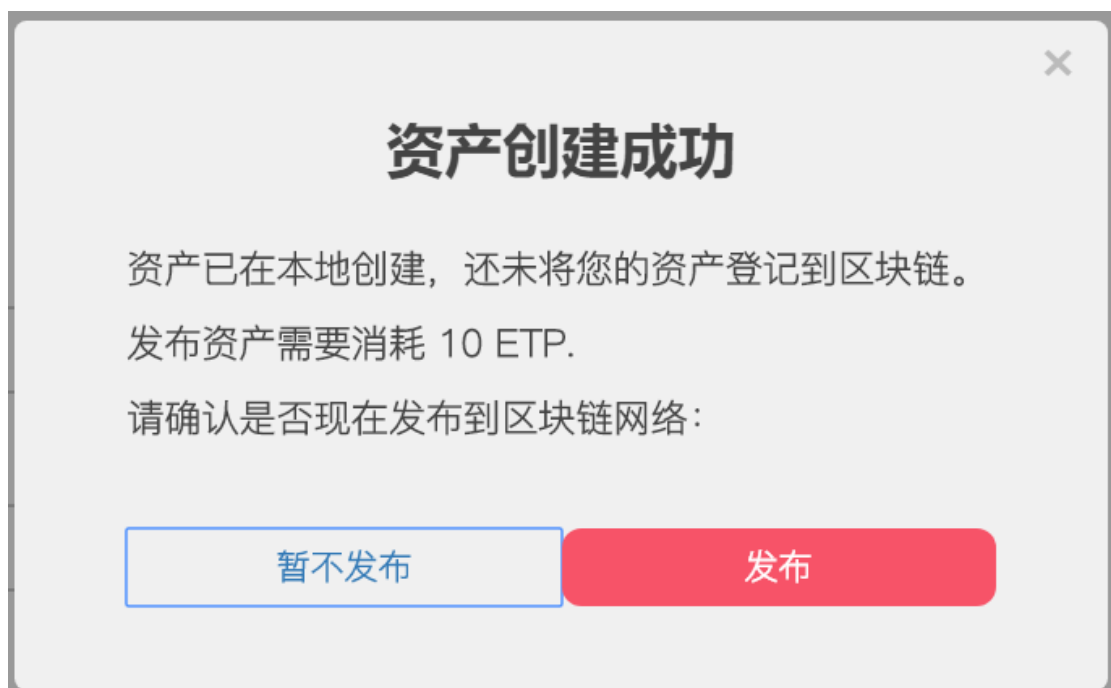 资产创建成功
资产已在本地创建，还未将您的资产登记到区块链。
发布资产需要消耗 10 ETP.
请确认是否现在发布到区块链网络：
暂不发布
发布